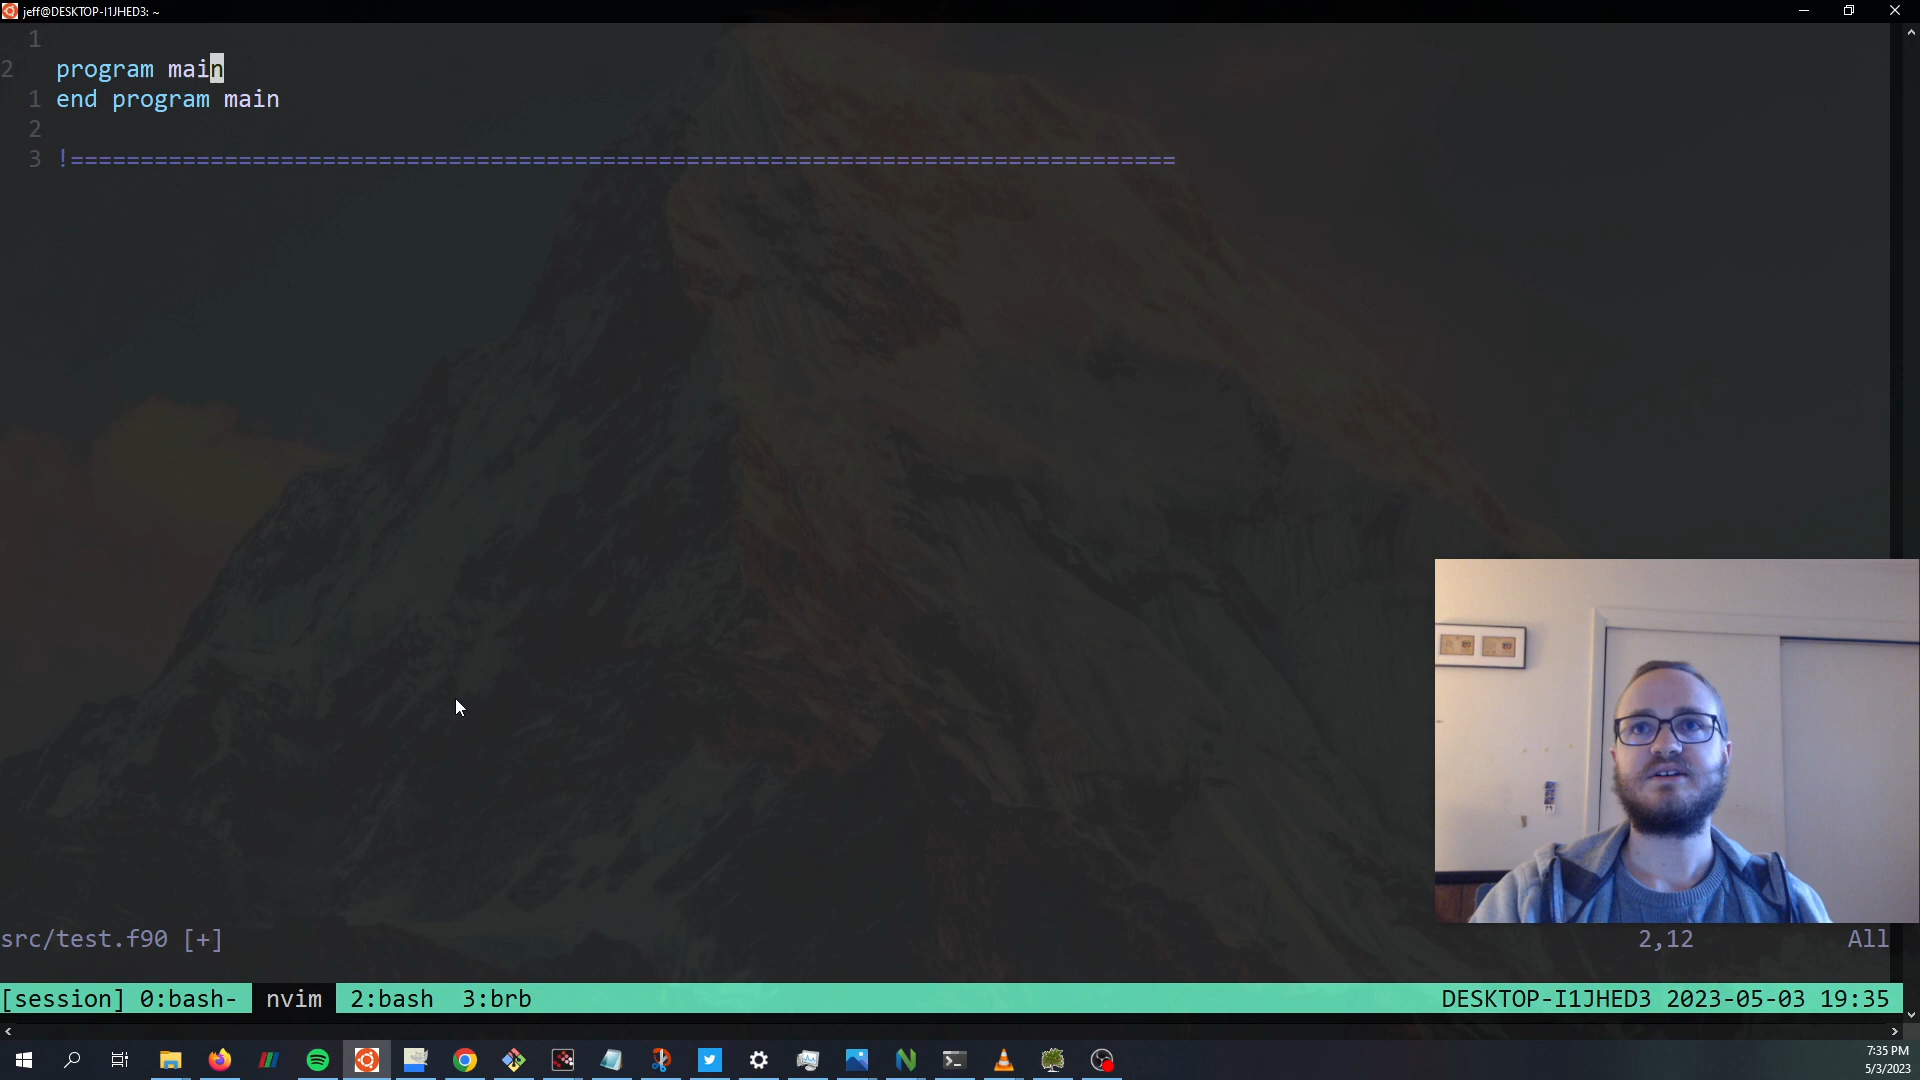 jeff@DESKTOP-I1JHED3: ~
1
2 program main
1 end program main
2
3 !===============================================================================
src/test.f90 [+] 2,12 All
[session] 0:bash- nvim 2:bash 3:brb DESKTOP-I1JHED3 2023-05-03 19:35
7:35 PM
5/3/2023